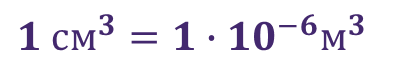 1 см³ = 1 · 10⁻⁶м³